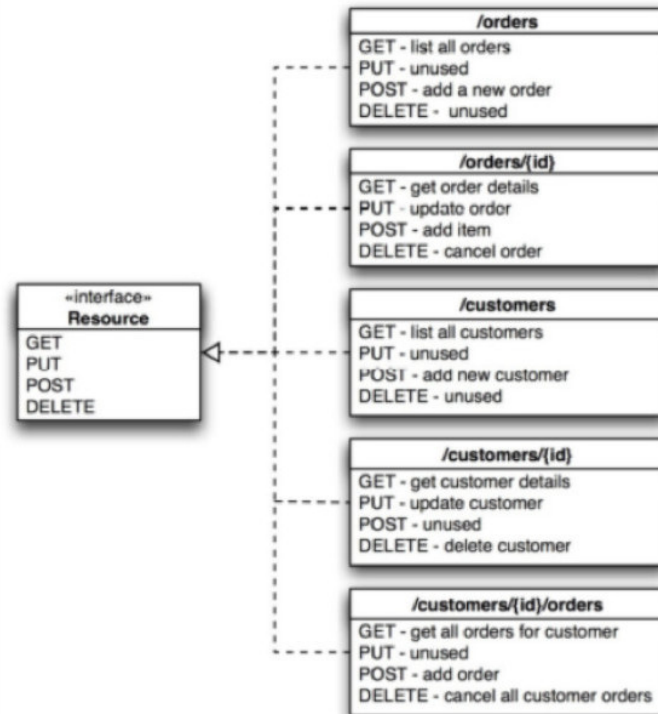 /orders
GET - list all orders
PUT - unused
POST - add a new order
DELETE - unused
/orders/{id}
GET - get order details
PUT - update order
POST - add item
DELETE - cancel order
«interface»
Resource
GET
PUT
POST
DELETE
/customers
GET - list all customers
PUT - unused
POST - add new customer
DELETE - unused
/customers/{id}
GET - get customer details
PUT - update customer
POST - unused
DELETE - delete customer
/customers/{id}/orders
GET - get all orders for customer
PUT - unused
POST - add order
DELETE - cancel all customer orders